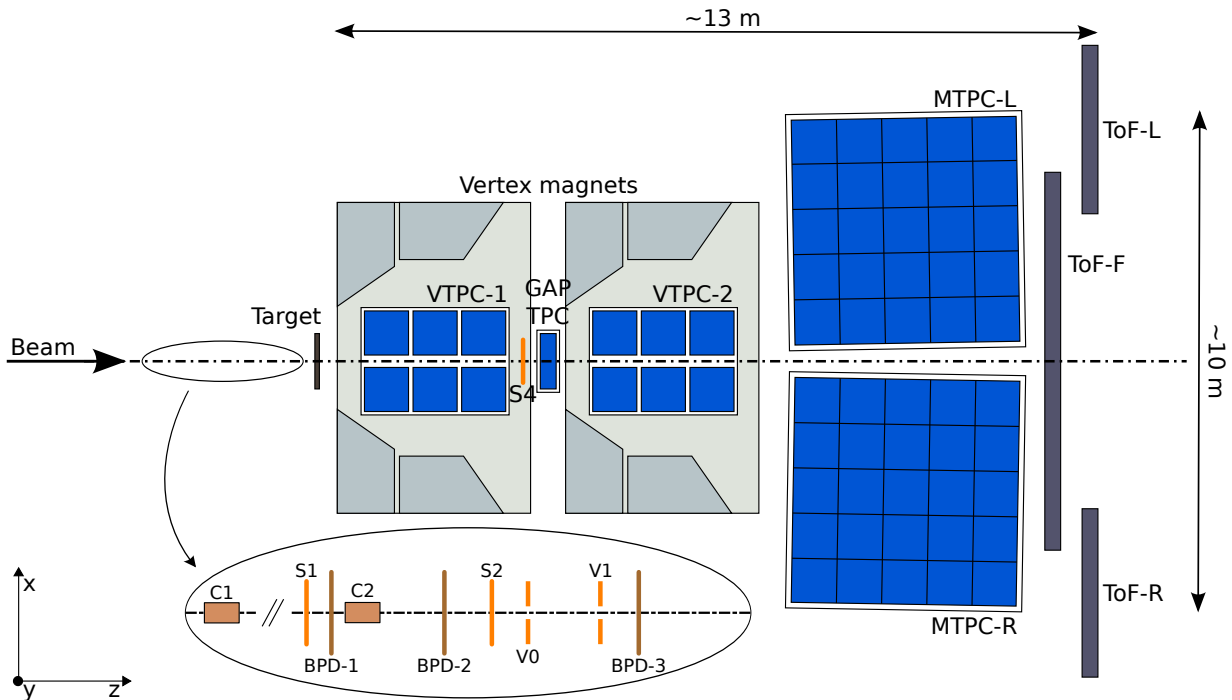 ~13 m
MTPC-L
ToF-L
Vertex magnets
ToF-F
GAP
TPC
VTPC-1
VTPC-2
Target
Beam
S4
~10 m
x
y
z
C1
S1
BPD-1
C2
BPD-2
S2
V0
V1
BPD-3
ToF-R
MTPC-R